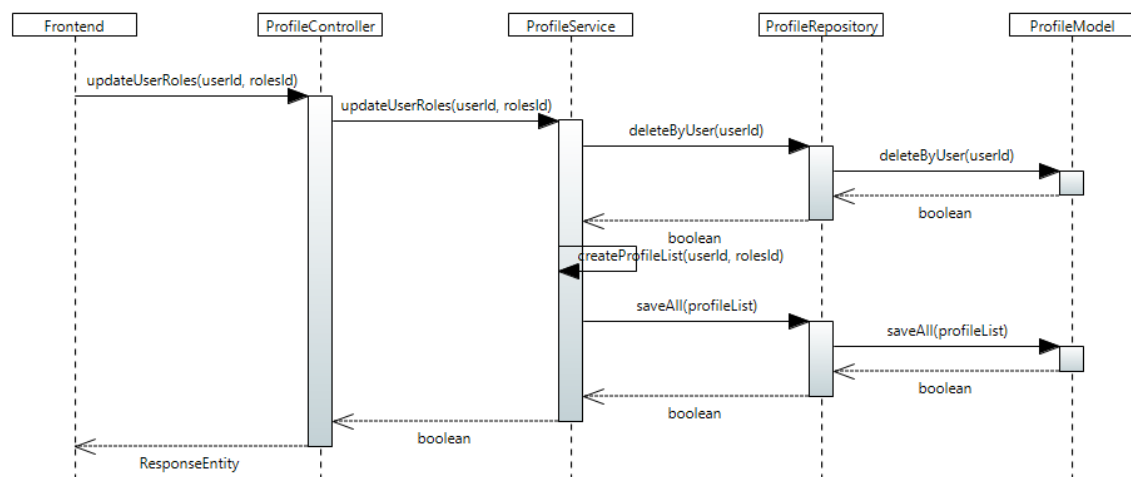 Frontend
ProfileController
ProfileService
ProfileRepository
ProfileModel
updateUserRoles(userId, rolesId)
updateUserRoles(userId, rolesId)
deleteByUser(userId)
deleteByUser(userId)
boolean
boolean
createProfileList(userId, rolesId)
saveAll(profileList)
saveAll(profileList)
boolean
boolean
boolean
ResponseEntity